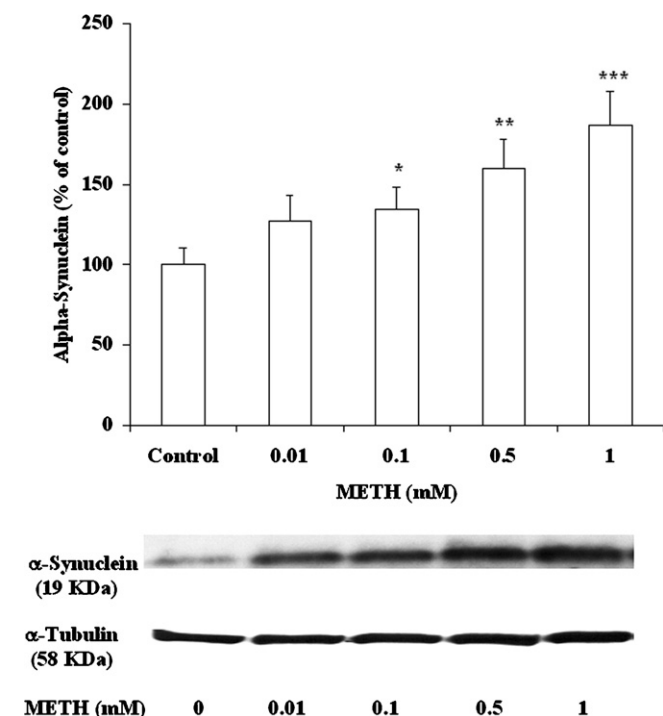 250
200
150
100
50
0
Alpha-Synuclein (% of control)
*
**
***
Control 0.01 0.1 0.5 1
METH (mM)
α-Synuclein
(19 KDa)
α-Tubulin
(58 KDa)
METH (mM) 0 0.01 0.1 0.5 1